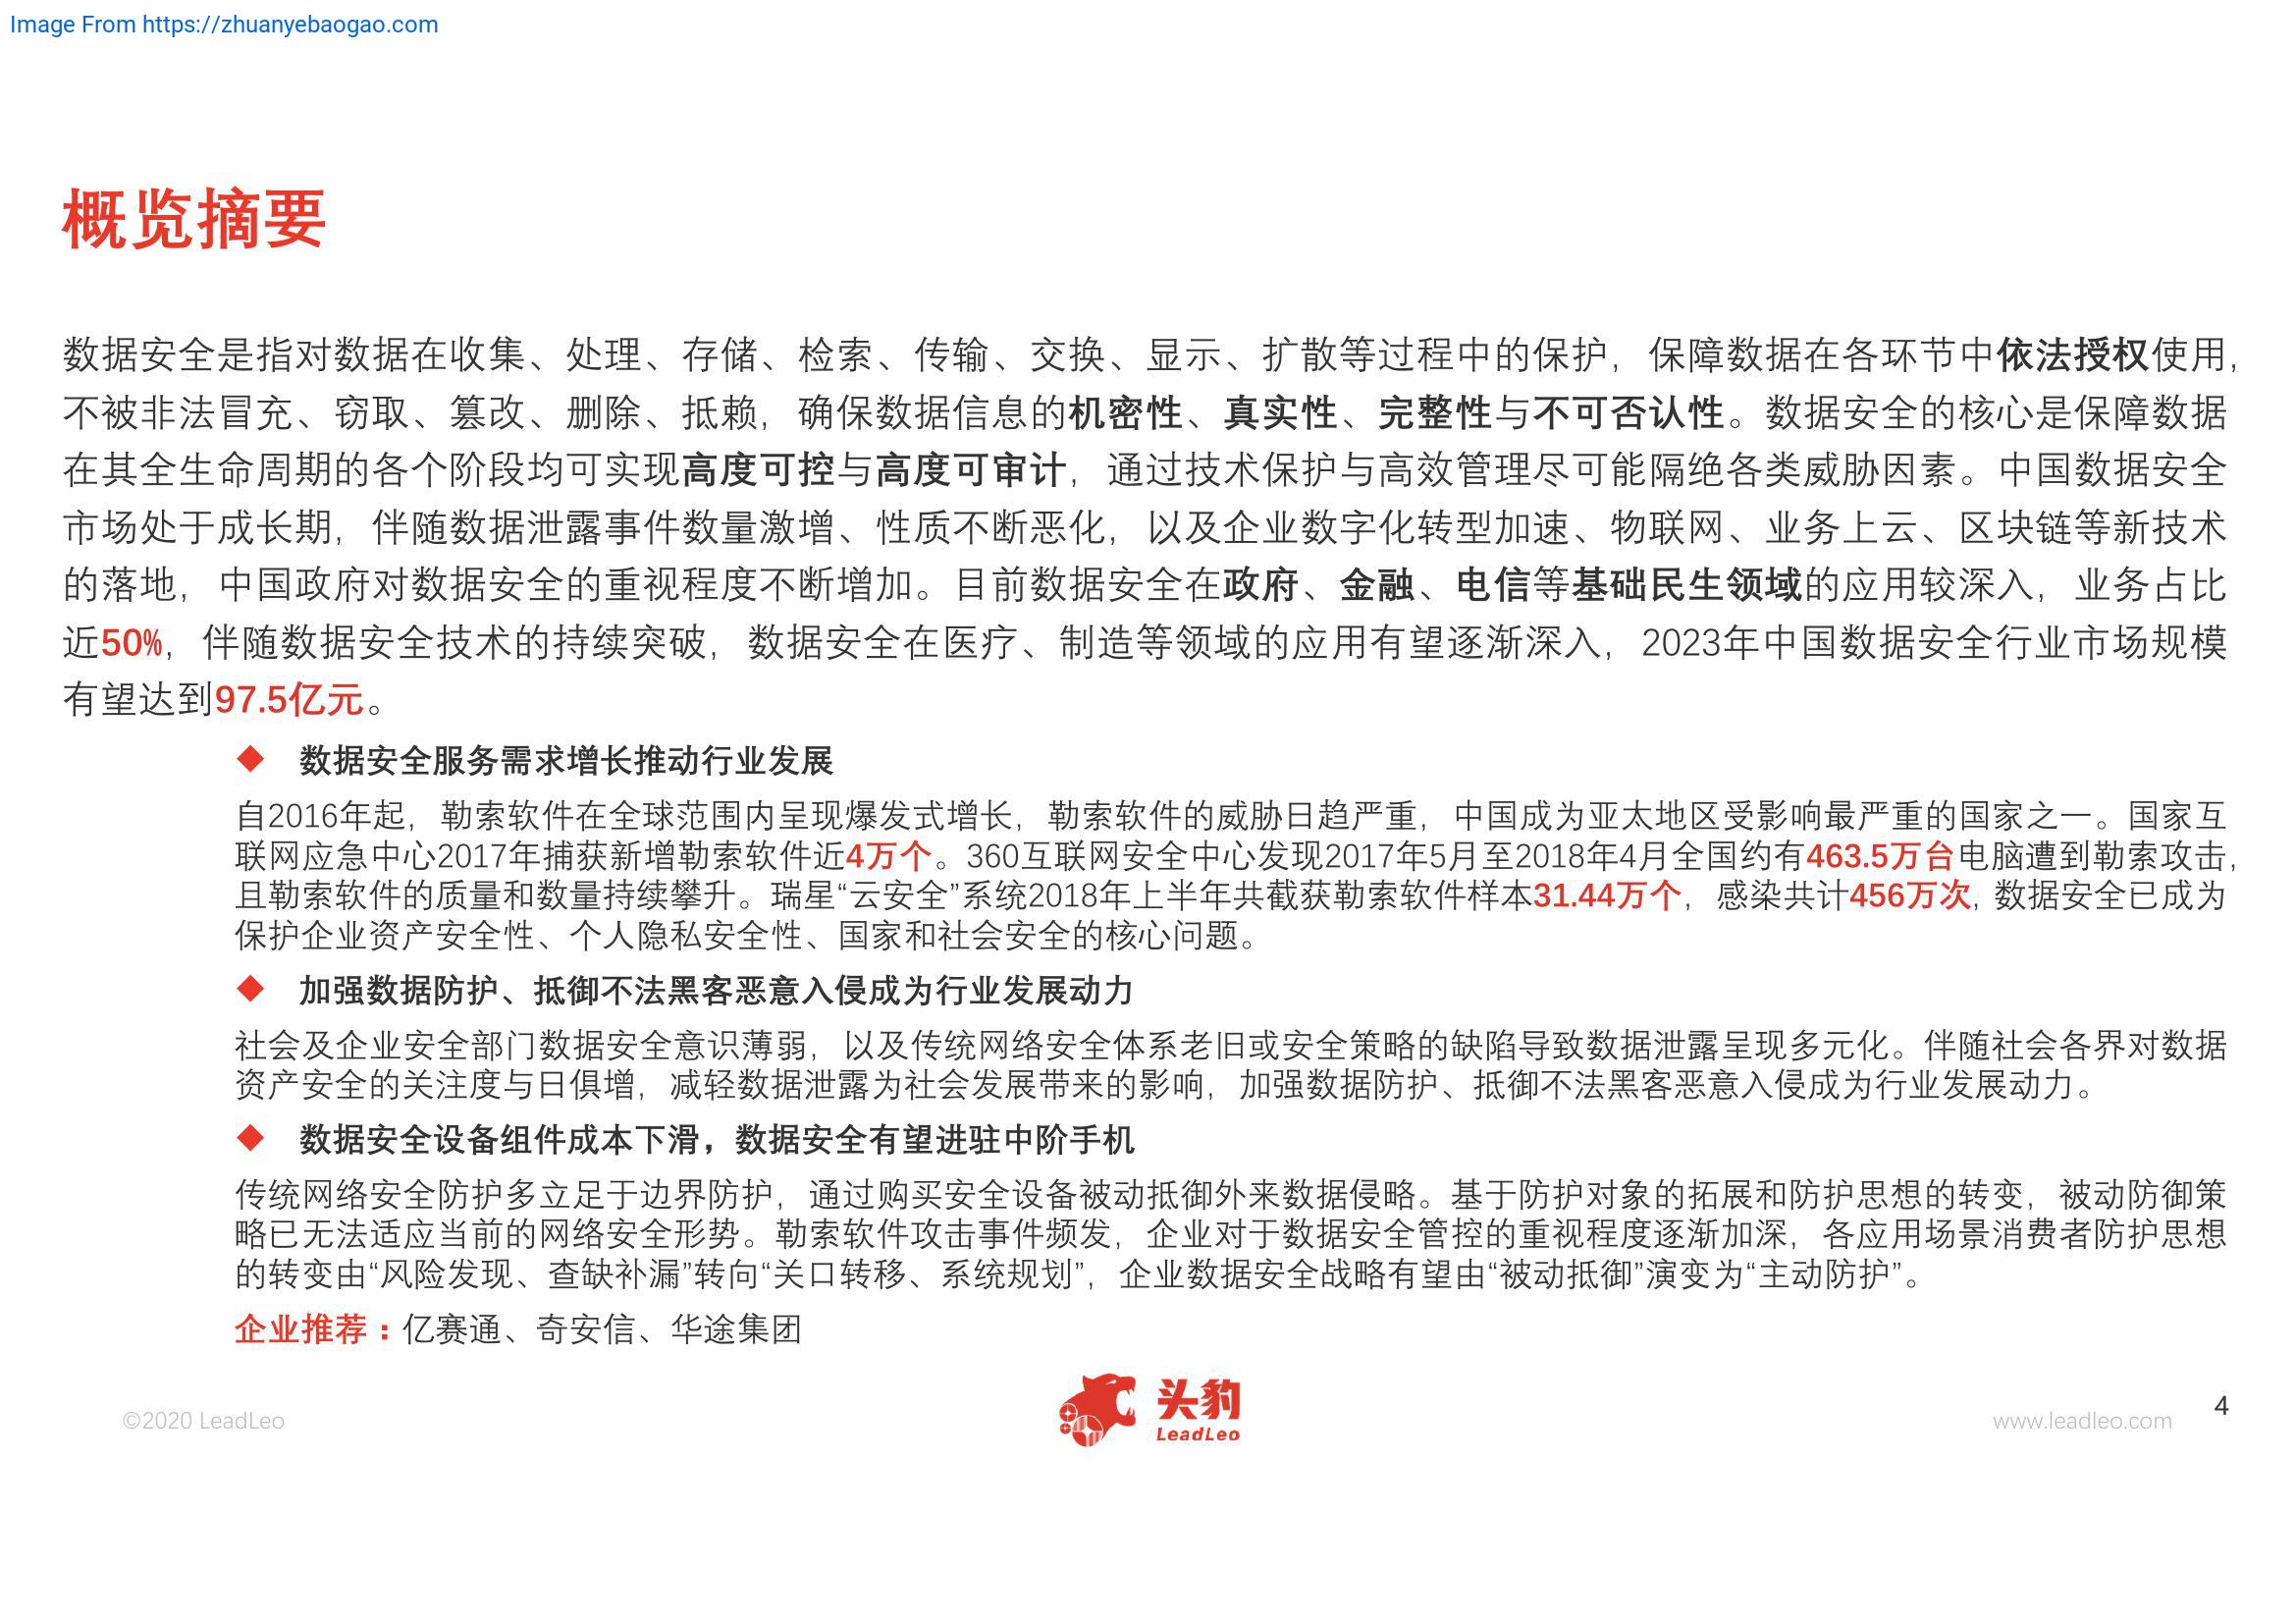 Image From https://zhuanyebaogao.com
概览摘要
数据安全是指对数据在收集、处理、存储、检索、传输、交换、显示、扩散等过程中的保护，保障数据在各环节中依法授权使用，
不被非法冒充、窃取、篡改、删除、抵赖，确保数据信息的机密性、真实性、完整性与不可否认性。数据安全的核心是保障数据
在其全生命周期的各个阶段均可实现高度可控与高度可审计，通过技术保护与高效管理尽可能隔绝各类威胁因素。中国数据安全
市场处于成长期，伴随数据泄露事件数量激增、性质不断恶化，以及企业数字化转型加速、物联网、业务上云、区块链等新技术
的落地，中国政府对数据安全的重视程度不断增加。目前数据安全在政府、金融、电信等基础民生领域的应用较深入，业务占比
近50%，伴随数据安全技术的持续突破，数据安全在医疗、制造等领域的应用有望逐渐深入，2023年中国数据安全行业市场规模
有望达到97.5亿元。
◆ 数据安全服务需求增长推动行业发展
自2016年起，勒索软件在全球范围内呈现爆发式增长，勒索软件的威胁日趋严重，中国成为亚太地区受影响最严重的国家之一。国家互
联网应急中心2017年捕获新增勒索软件近4万个。360互联网安全中心发现2017年5月至2018年4月全国约有463.5万台电脑遭到勒索攻击，
且勒索软件的质量和数量持续攀升。瑞星“云安全”系统2018年上半年共截获勒索软件样本31.44万个，感染共计456万次，数据安全已成为
保护企业资产安全性、个人隐私安全性、国家和社会安全的核心问题。
◆ 加强数据防护、抵御不法黑客恶意入侵成为行业发展动力
社会及企业安全部门数据安全意识薄弱，以及传统网络安全体系老旧或安全策略的缺陷导致数据泄露呈现多元化。伴随社会各界对数据
资产安全的关注度与日俱增，减轻数据泄露为社会发展带来的影响，加强数据防护、抵御不法黑客恶意入侵成为行业发展动力。
◆ 数据安全设备组件成本下滑，数据安全有望进驻中阶手机
传统网络安全防护多立足于边界防护，通过购买安全设备被动抵御外来数据侵略。基于防护对象的拓展和防护思想的转变，被动防御策
略已无法适应当前的网络安全形势。勒索软件攻击事件频发，企业对于数据安全管控的重视程度逐渐加深，各应用场景消费者防护思想
的转变由“风险发现、查缺补漏”转向“关口转移、系统规划”，企业数据安全战略有望由“被动抵御”演变为“主动防护”。
企业推荐：亿赛通、奇安信、华途集团
©2020 LeadLeo
头豹
LeadLeo
www.leadleo.com
4